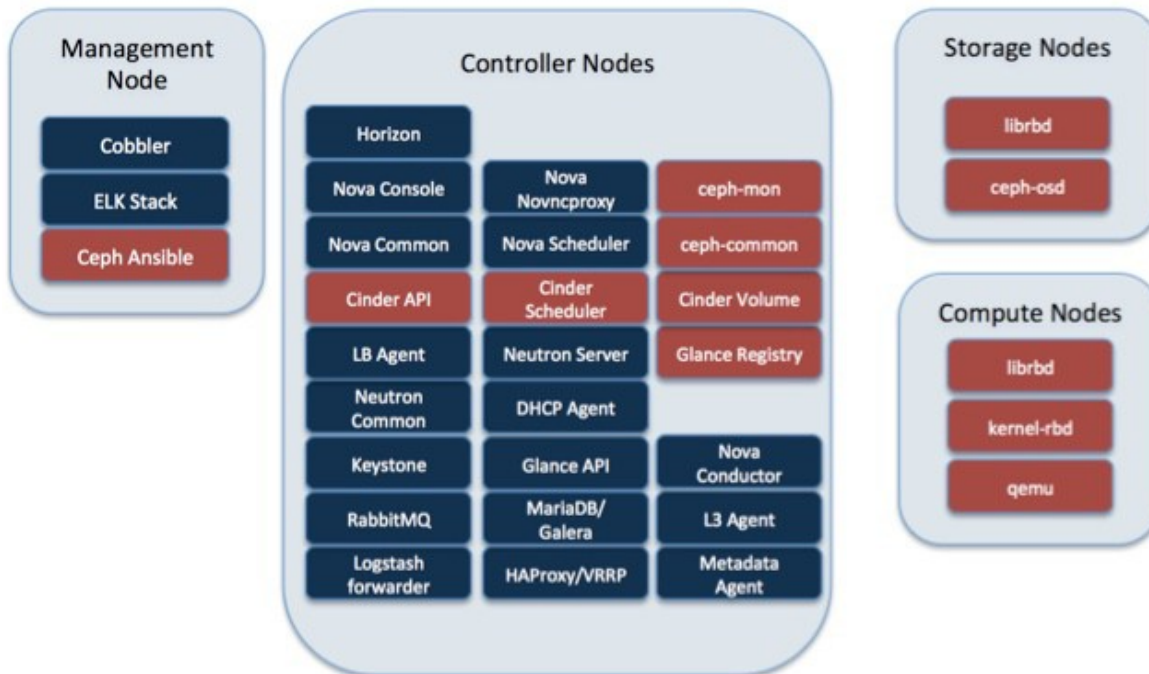 Management
Node
Cobbler
ELK Stack
Ceph Ansible
Controller Nodes
Horizon
Nova Console
Nova
Novncproxy
ceph-mon
Nova Common
Nova Scheduler
ceph-common
Cinder API
Cinder
Scheduler
Cinder Volume
LB Agent
Neutron Server
Glance Registry
Neutron
Common
DHCP Agent
Keystone
Glance API
Nova
Conductor
RabbitMQ
MariaDB/
Galera
L3 Agent
Logstash
forwarder
HAProxy/VRRP
Metadata
Agent
Storage Nodes
librbd
ceph-osd
Compute Nodes
librbd
kernel-rbd
qemu